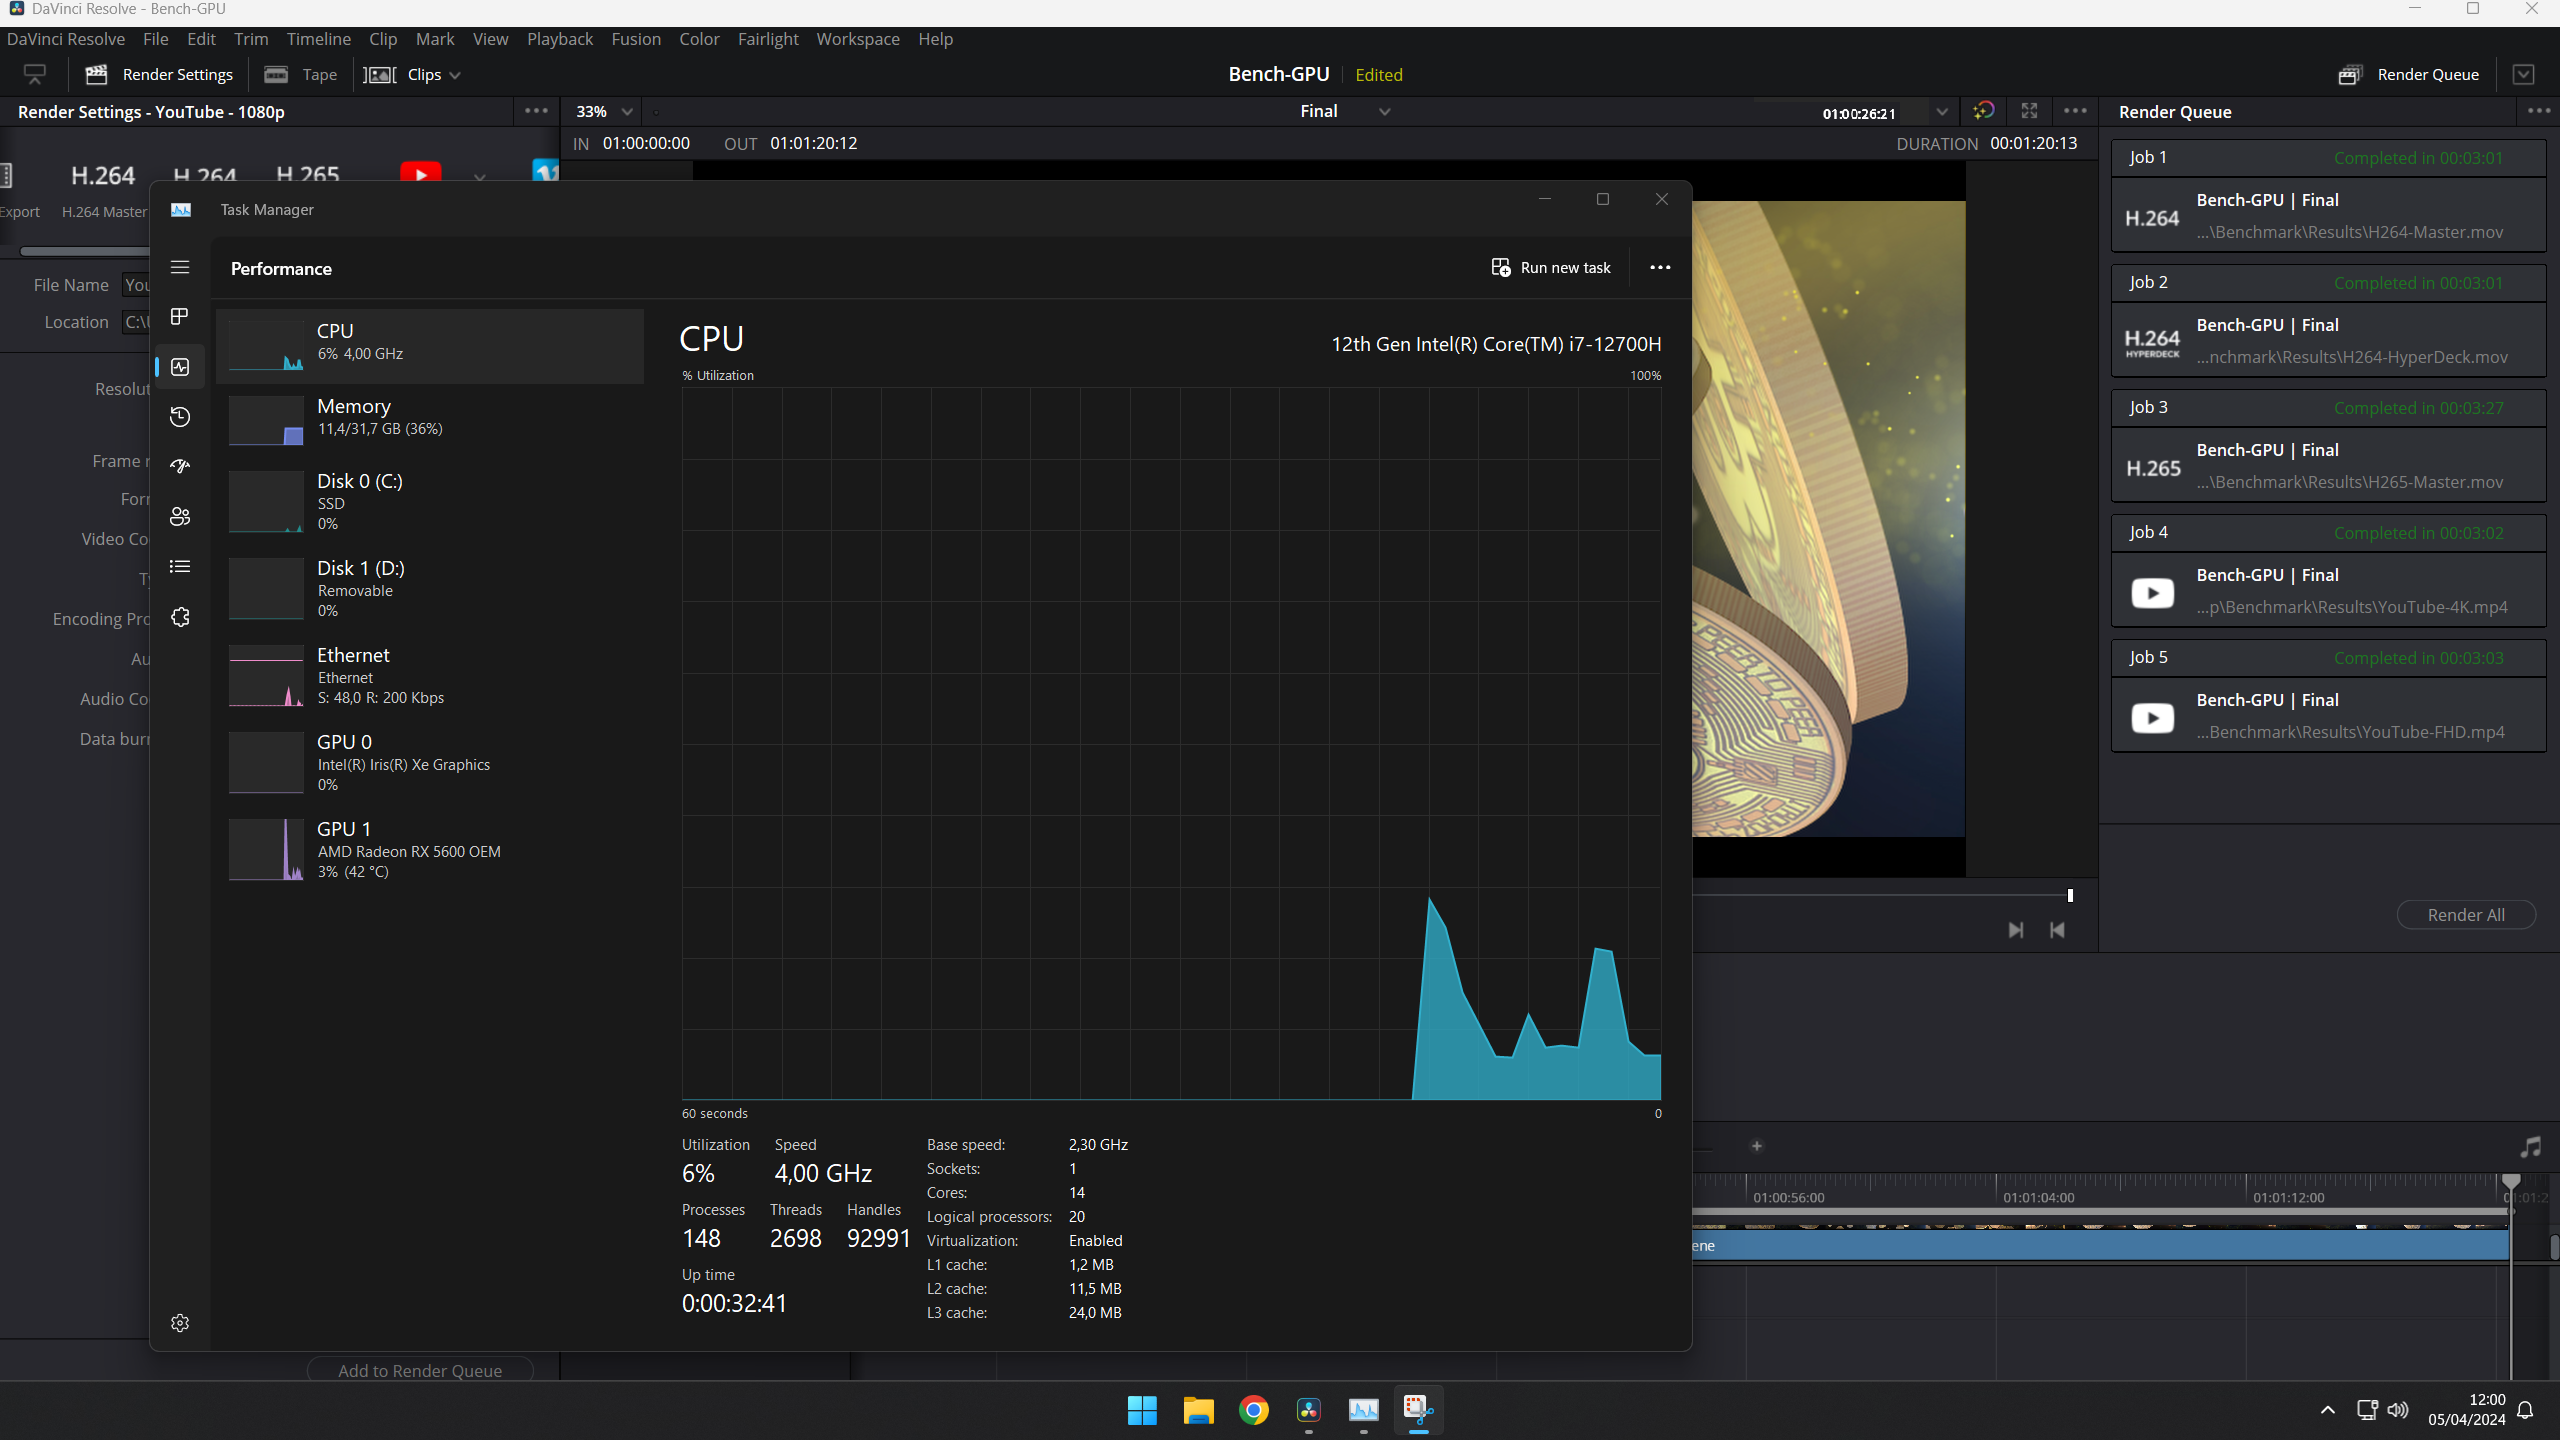 DaVinci Resolve - Bench-GPU
DaVinci Resolve File Edit Trim Timeline Clip Mark View Playback Fusion Color Fairlight Workspace Help
Render Settings Tape Clips Bench-GPU Edited Render Queue
Render Settings - YouTube - 1080p 33% Final 01:00:26:21 Render Queue
IN 01:00:00:00 OUT 01:01:20:12 DURATION 00:01:20:13
H.264 H.264 H.265
Export H.264 Master
File Name You
Location C:\U
Resolut
Frame r
Forr
Video Co
Ty
Encoding Pro
Au
Audio Co
Data burr
Add to Render Queue
Task Manager
Performance Run new task
CPU
6% 4,00 GHz
Memory
11,4/31,7 GB (36%)
Disk 0 (C:)
SSD
0%
Disk 1 (D:)
Removable
0%
Ethernet
Ethernet
S: 48,0 R: 200 Kbps
GPU 0
Intel(R) Iris(R) Xe Graphics
0%
GPU 1
AMD Radeon RX 5600 OEM
3% (42 °C)
CPU 12th Gen Intel(R) Core(TM) i7-12700H
% Utilization 100%
60 seconds 0
Utilization Speed
6% 4,00 GHz
Processes Threads Handles
148 2698 92991
Up time
0:00:32:41
Base speed: 2,30 GHz
Sockets: 1
Cores: 14
Logical processors: 20
Virtualization: Enabled
L1 cache: 1,2 MB
L2 cache: 11,5 MB
L3 cache: 24,0 MB
Job 1 Completed in 00:03:01
H.264 Bench-GPU | Final
...\Benchmark\Results\H264-Master.mov
Job 2 Completed in 00:03:01
H.264 HYPERDECK Bench-GPU | Final
...nchmark\Results\H264-HyperDeck.mov
Job 3 Completed in 00:03:27
H.265 Bench-GPU | Final
...\Benchmark\Results\H265-Master.mov
Job 4 Completed in 00:03:02
Bench-GPU | Final
...p\Benchmark\Results\YouTube-4K.mp4
Job 5 Completed in 00:03:03
Bench-GPU | Final
...Benchmark\Results\YouTube-FHD.mp4
Render All
01:00:56:00 01:01:04:00 01:01:12:00 01:01:2
ene
12:00
05/04/2024